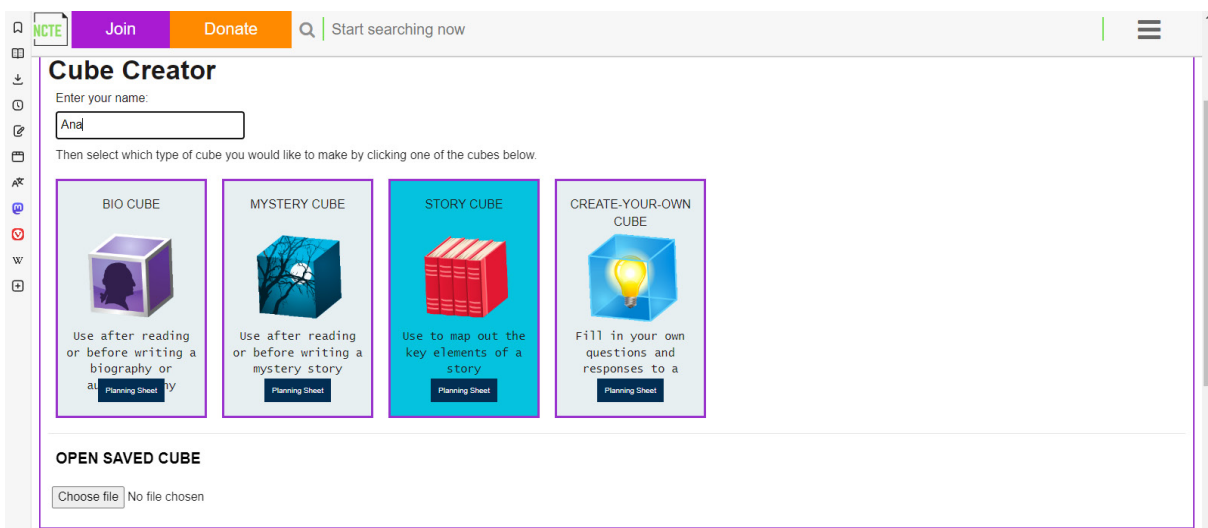 NCTE
Join
Donate
Start searching now
Cube Creator
Enter your name:
Ana
Then select which type of cube you would like to make by clicking one of the cubes below.
BIO CUBE
Use after reading
or before writing a
biography or
Planning Sheet
MYSTERY CUBE
Use after reading
or before writing a
mystery story
Planning Sheet
STORY CUBE
Use to map out the
key elements of a
story
Planning Sheet
CREATE-YOUR-OWN
CUBE
Fill in your own
questions and
responses to a
Planning Sheet
OPEN SAVED CUBE
Choose file No file chosen